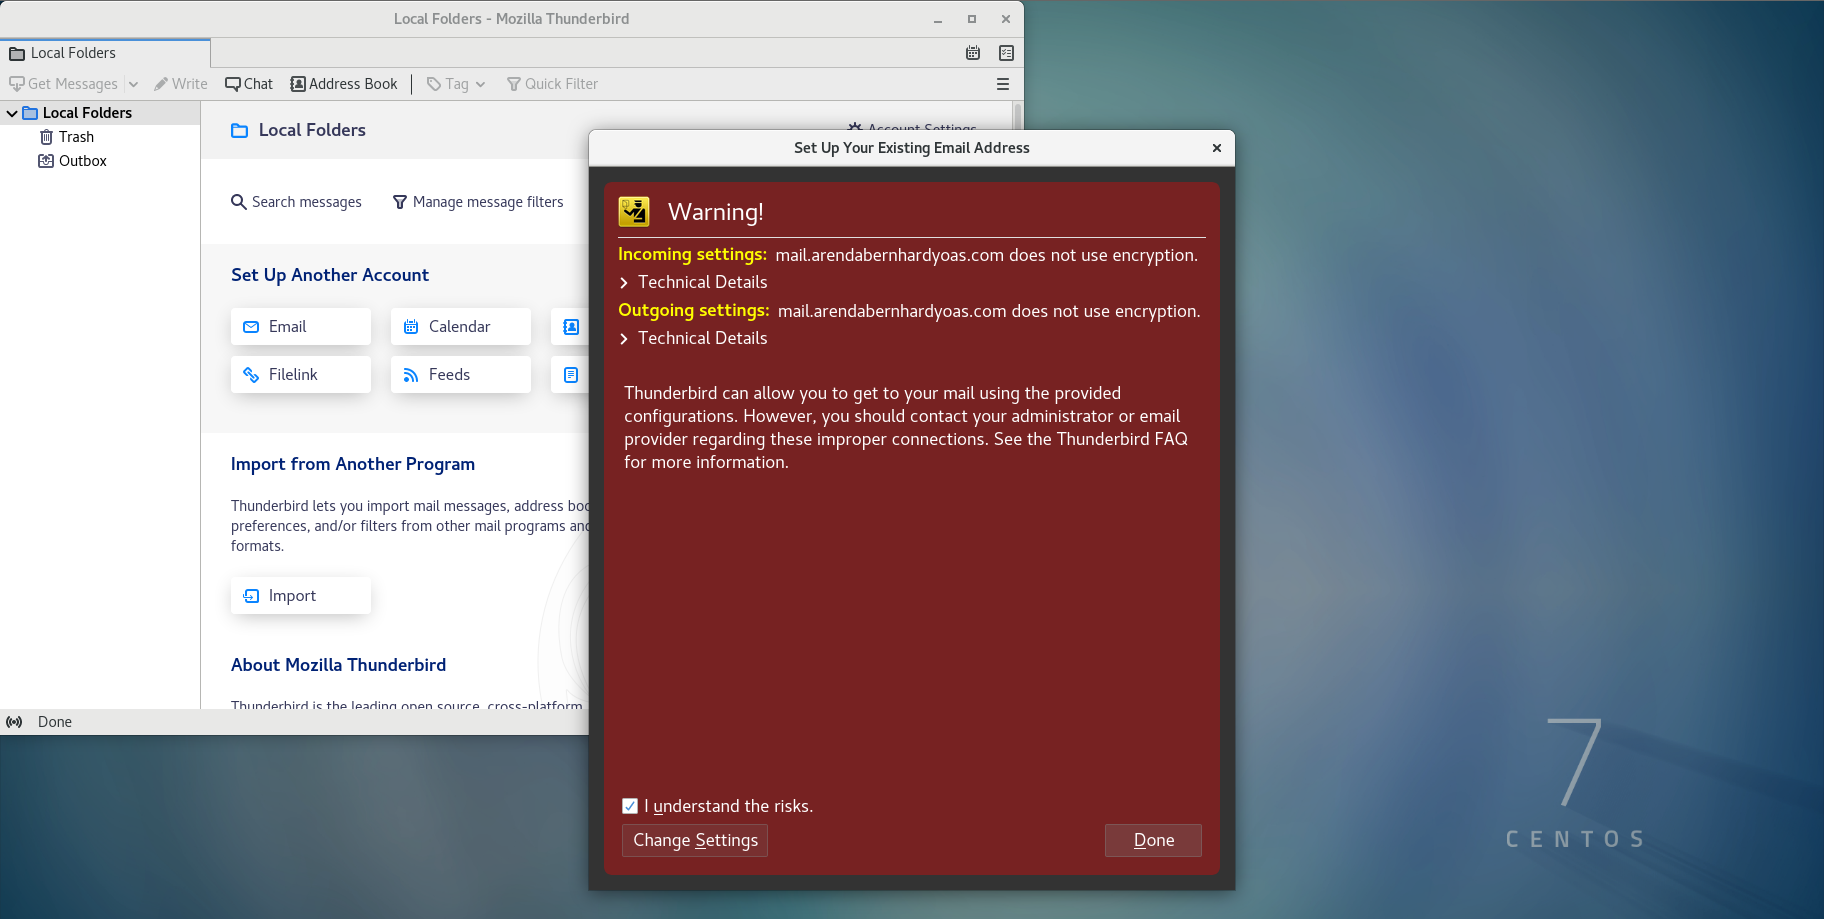 Local Folders - Mozilla Thunderbird
Local Folders
Get Messages Write Chat Address Book Tag Quick Filter
Local Folders
Trash
Outbox
Local Folders
Account Settings
Search messages Manage message filters
Set Up Another Account
Email Calendar
Filelink Feeds
Import from Another Program
Thunderbird lets you import mail messages, address boo
preferences, and/or filters from other mail programs and
formats.
Import
About Mozilla Thunderbird
Thunderbird is the leading open source, cross-platform
Done
Set Up Your Existing Email Address
Warning!
Incoming settings: mail.arendabernhardyoas.com does not use encryption.
Technical Details
Outgoing settings: mail.arendabernhardyoas.com does not use encryption.
Technical Details
Thunderbird can allow you to get to your mail using the provided
configurations. However, you should contact your administrator or email
provider regarding these improper connections. See the Thunderbird FAQ
for more information.
I understand the risks.
Change Settings Done
7
CENTOS